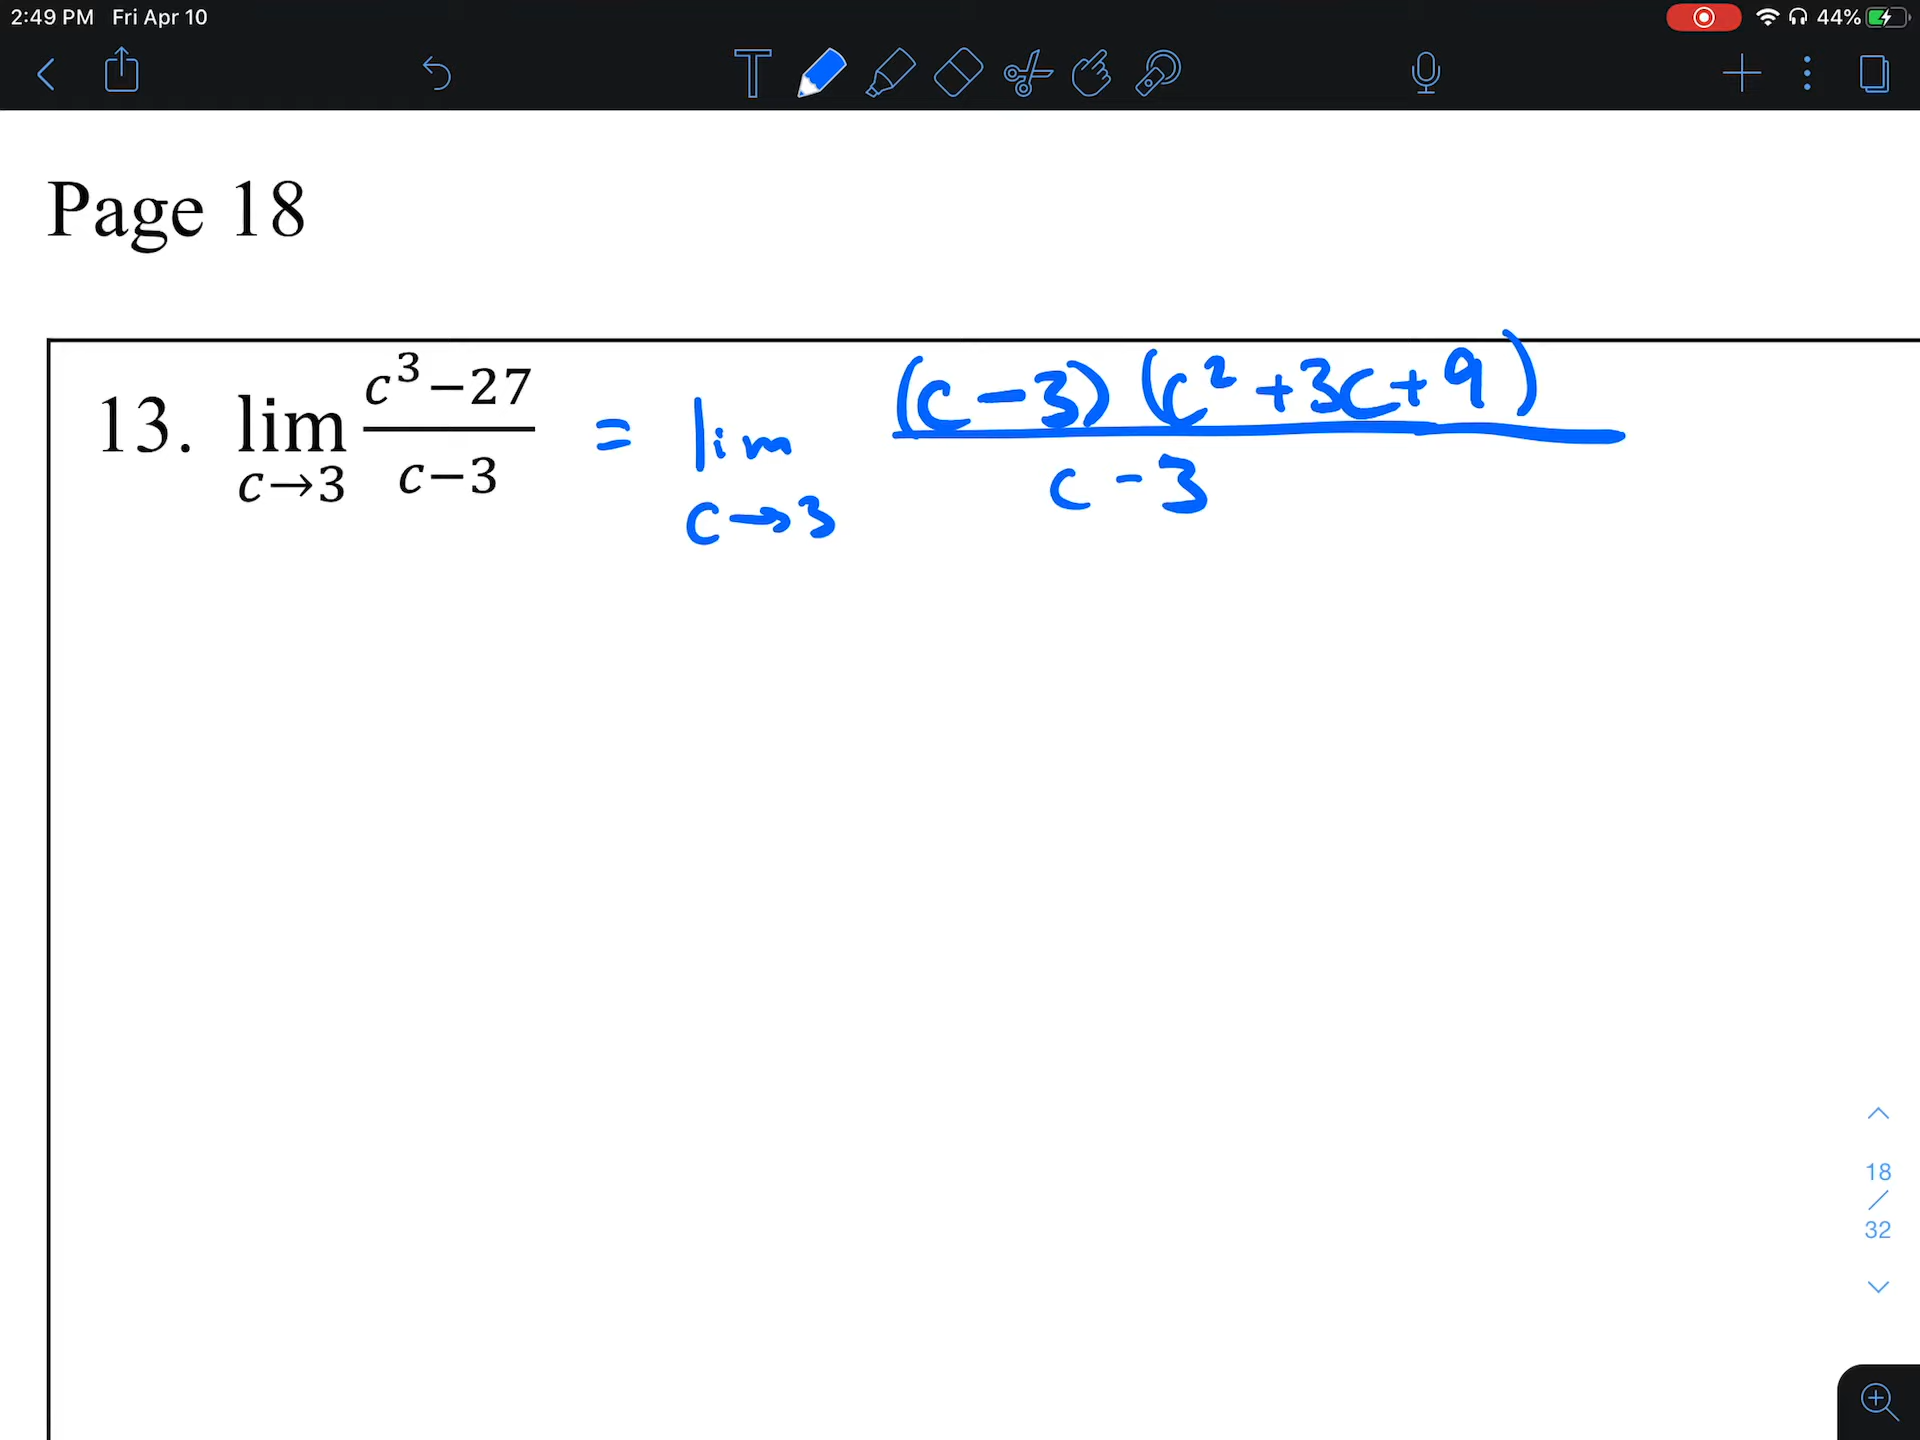 2:49 PM Fri Apr 10 44%
Page 18
13. lim c→3 c³−27 / c−3 = lim c→3 (c−3)(c²+3c+9) / c−3
18
/
32